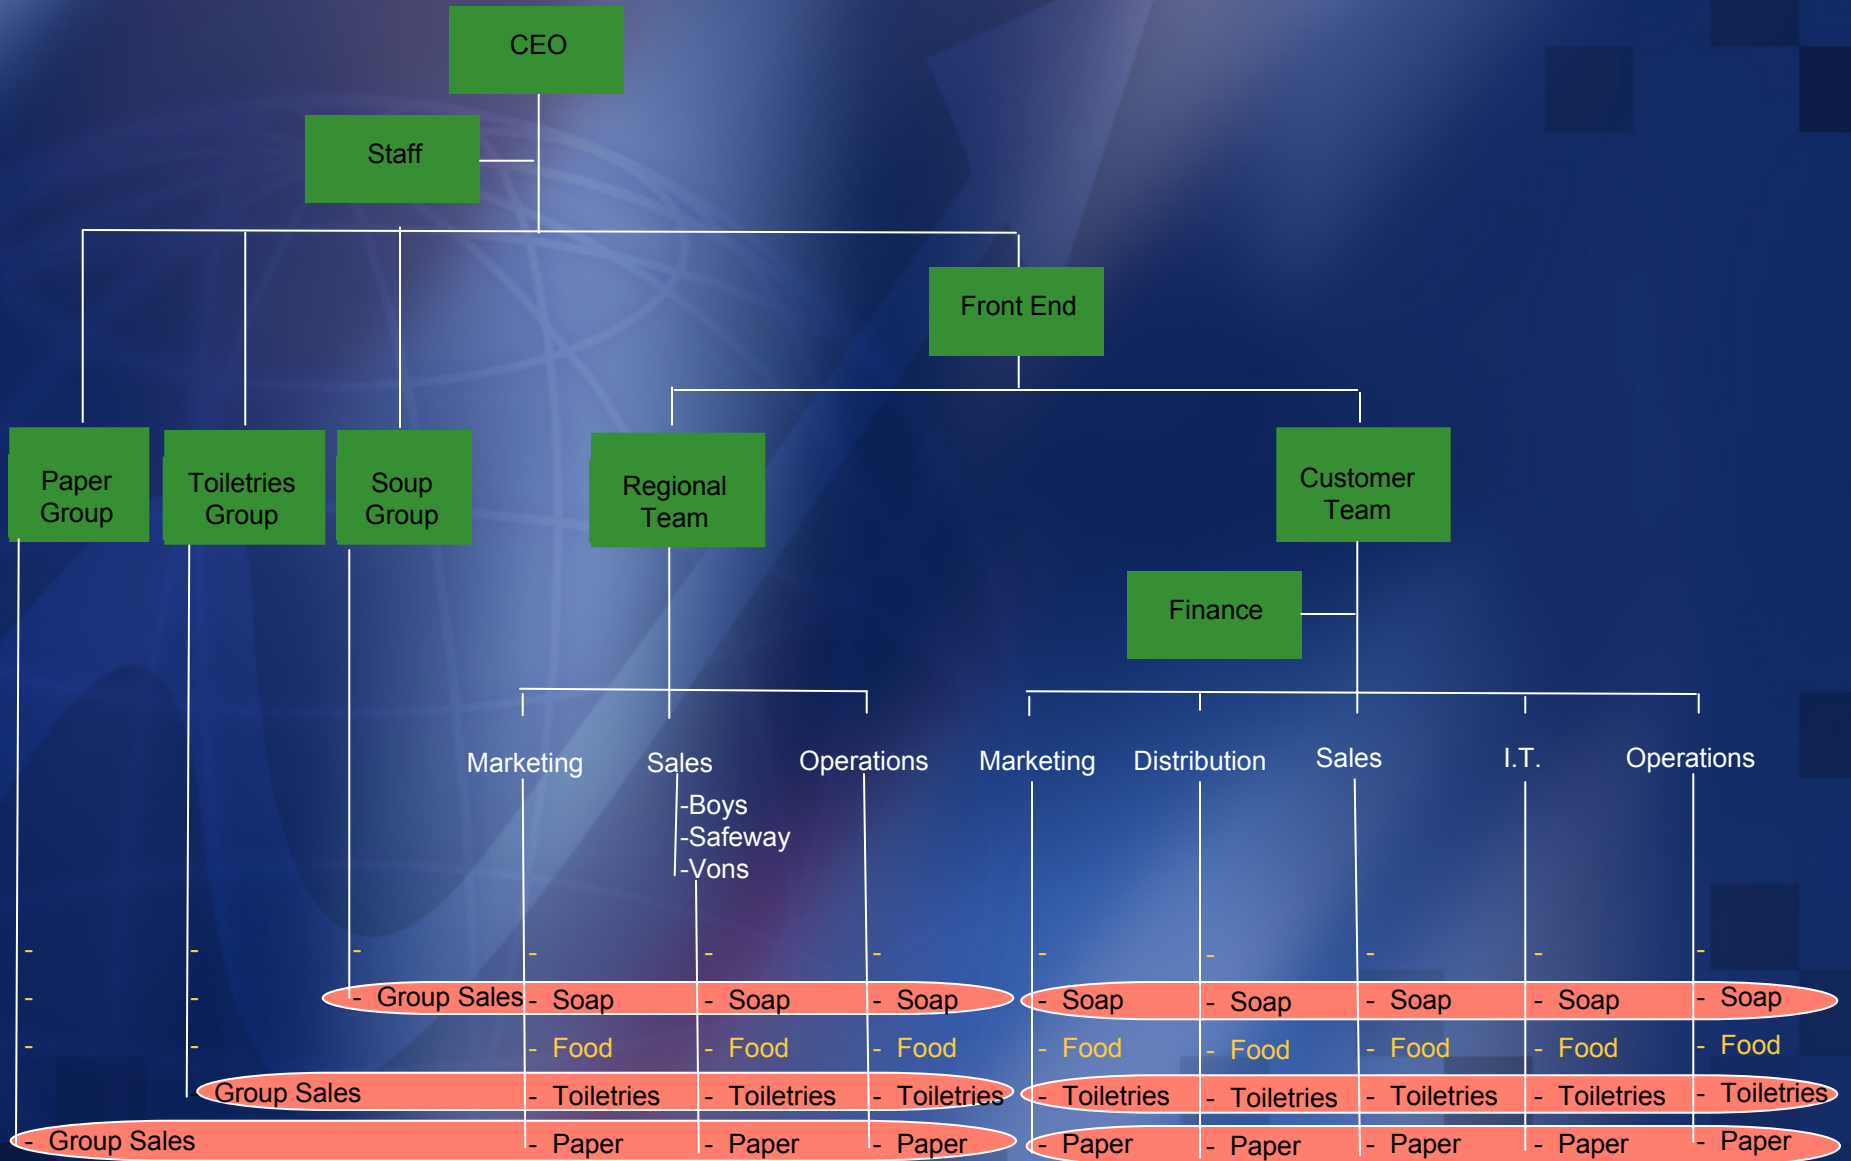 CEO
Staff
Front End
Paper
Group
Toiletries
Group
Soup
Group
Regional
Team
Customer
Team
Finance
Marketing Sales Operations Marketing Distribution Sales I.T. Operations
-Boys
-Safeway
-Vons
- - - - - - - - - - -
- - - Group Sales - Soap - Soap - Soap - Soap - Soap - Soap - Soap - Soap
- - - Food - Food - Food - Food - Food - Food - Food - Food
- Group Sales - Toiletries - Toiletries - Toiletries - Toiletries - Toiletries - Toiletries - Toiletries - Toiletries
- Group Sales - Paper - Paper - Paper - Paper - Paper - Paper - Paper - Paper